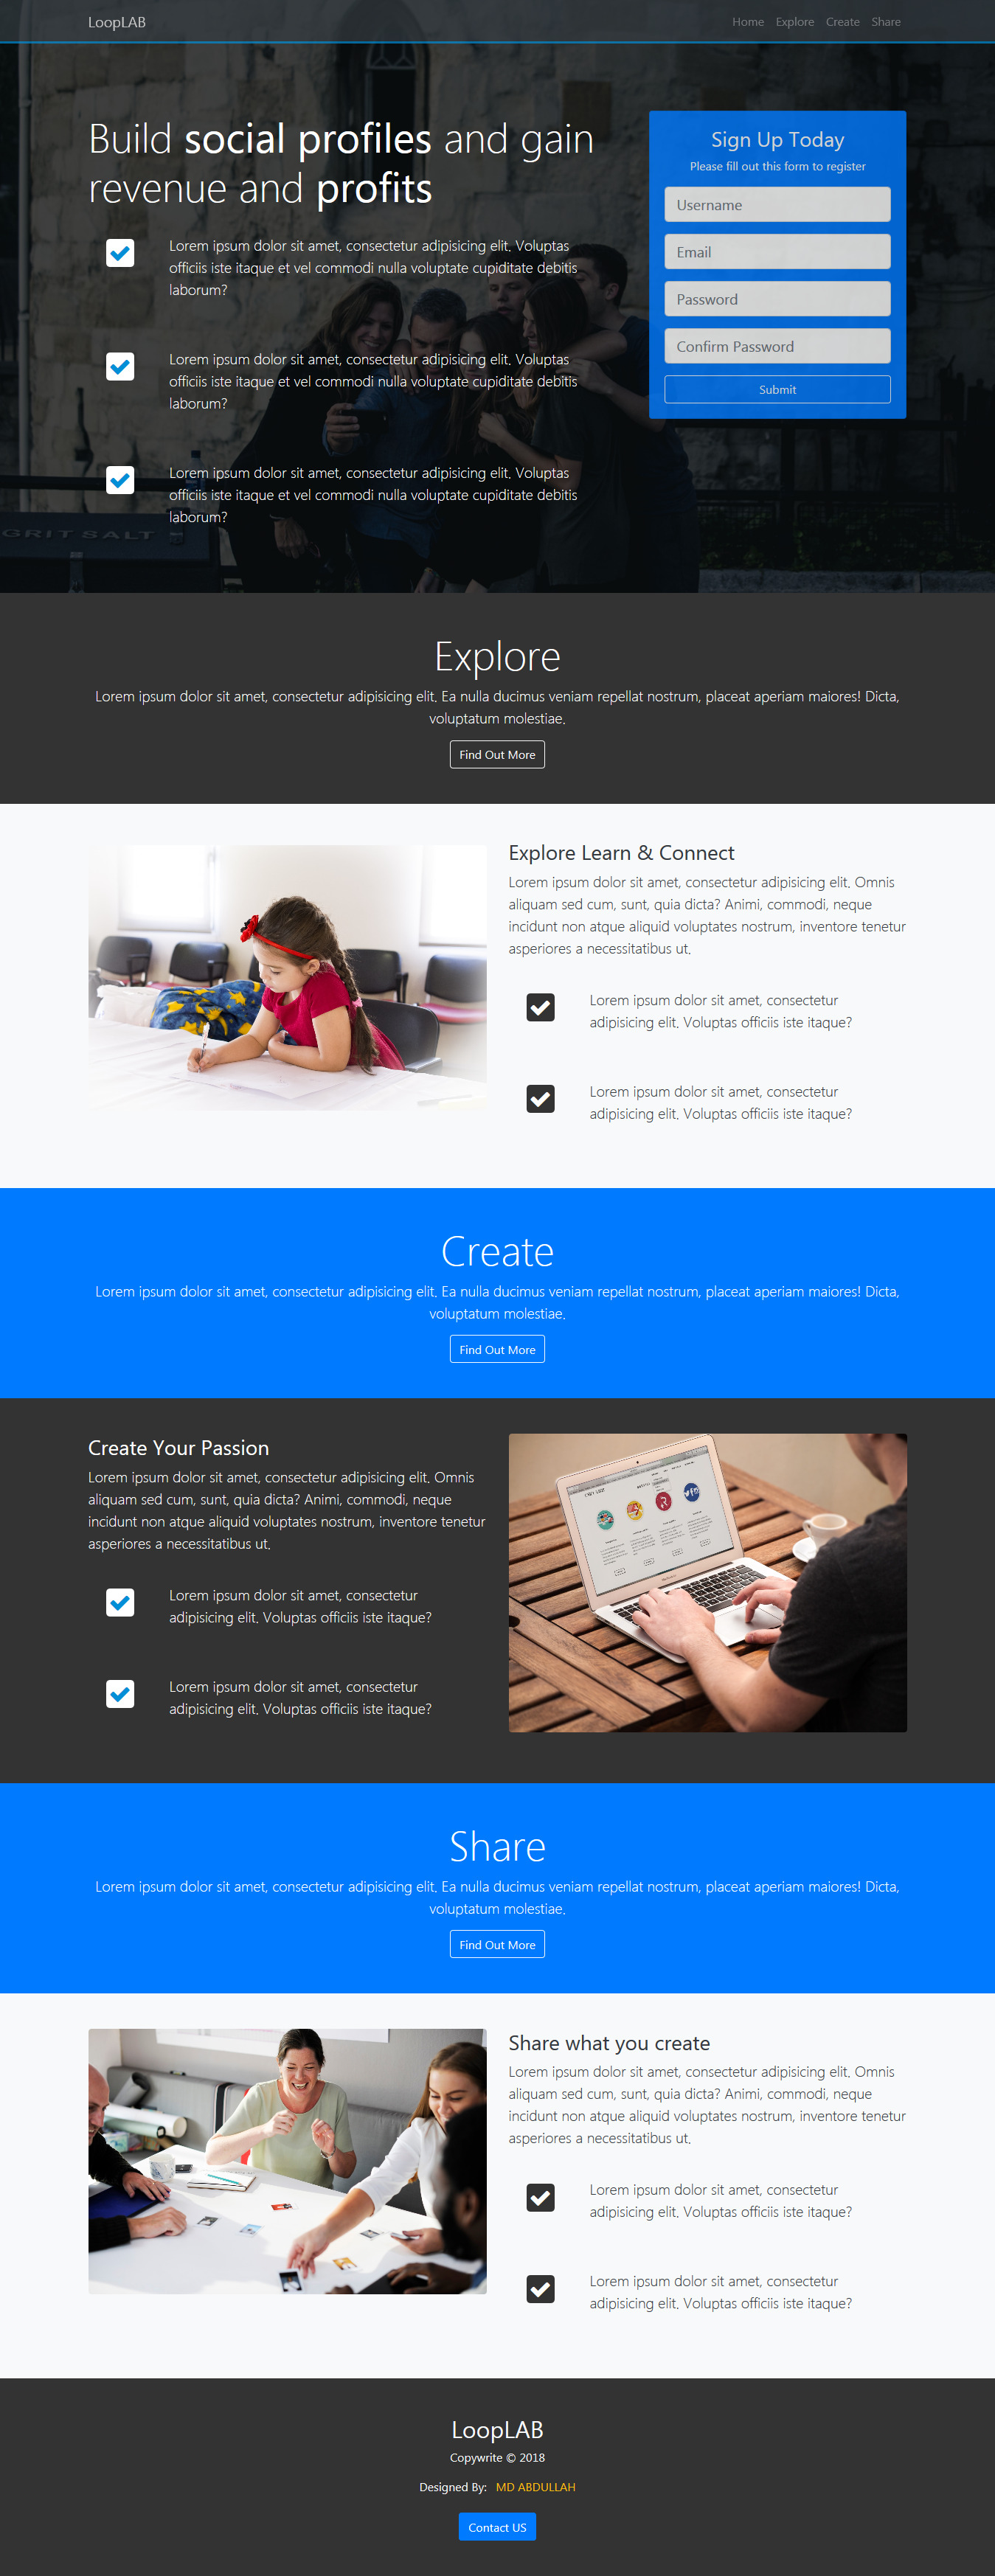 LoopLAB
Home Explore Create Share
Build social profiles and gain
revenue and profits
Lorem ipsum dolor sit amet, consectetur adipisicing elit. Voluptas
officiis iste itaque et vel commodi nulla voluptate cupiditate debitis
laborum?
Lorem ipsum dolor sit amet, consectetur adipisicing elit. Voluptas
officiis iste itaque et vel commodi nulla voluptate cupiditate debitis
laborum?
Lorem ipsum dolor sit amet, consectetur adipisicing elit. Voluptas
officiis iste itaque et vel commodi nulla voluptate cupiditate debitis
laborum?
GRIT SALT
Sign Up Today
Please fill out this form to register
Username
Email
Password
Confirm Password
Submit
Explore
Lorem ipsum dolor sit amet, consectetur adipisicing elit. Ea nulla ducimus veniam repellat nostrum, placeat aperiam maiores! Dicta,
voluptatum molestiae.
Find Out More
Explore Learn & Connect
Lorem ipsum dolor sit amet, consectetur adipisicing elit. Omnis
aliquam sed cum, sunt, quia dicta? Animi, commodi, neque
incidunt non atque aliquid voluptates nostrum, inventore tenetur
asperiores a necessitatibus ut.
Lorem ipsum dolor sit amet, consectetur
adipisicing elit. Voluptas officiis iste itaque?
Lorem ipsum dolor sit amet, consectetur
adipisicing elit. Voluptas officiis iste itaque?
Create
Lorem ipsum dolor sit amet, consectetur adipisicing elit. Ea nulla ducimus veniam repellat nostrum, placeat aperiam maiores! Dicta,
voluptatum molestiae.
Find Out More
Create Your Passion
Lorem ipsum dolor sit amet, consectetur adipisicing elit. Omnis
aliquam sed cum, sunt, quia dicta? Animi, commodi, neque
incidunt non atque aliquid voluptates nostrum, inventore tenetur
asperiores a necessitatibus ut.
Lorem ipsum dolor sit amet, consectetur
adipisicing elit. Voluptas officiis iste itaque?
Lorem ipsum dolor sit amet, consectetur
adipisicing elit. Voluptas officiis iste itaque?
Share
Lorem ipsum dolor sit amet, consectetur adipisicing elit. Ea nulla ducimus veniam repellat nostrum, placeat aperiam maiores! Dicta,
voluptatum molestiae.
Find Out More
Share what you create
Lorem ipsum dolor sit amet, consectetur adipisicing elit. Omnis
aliquam sed cum, sunt, quia dicta? Animi, commodi, neque
incidunt non atque aliquid voluptates nostrum, inventore tenetur
asperiores a necessitatibus ut.
Lorem ipsum dolor sit amet, consectetur
adipisicing elit. Voluptas officiis iste itaque?
Lorem ipsum dolor sit amet, consectetur
adipisicing elit. Voluptas officiis iste itaque?
LoopLAB
Copywrite © 2018
Designed By: MD ABDULLAH
Contact US